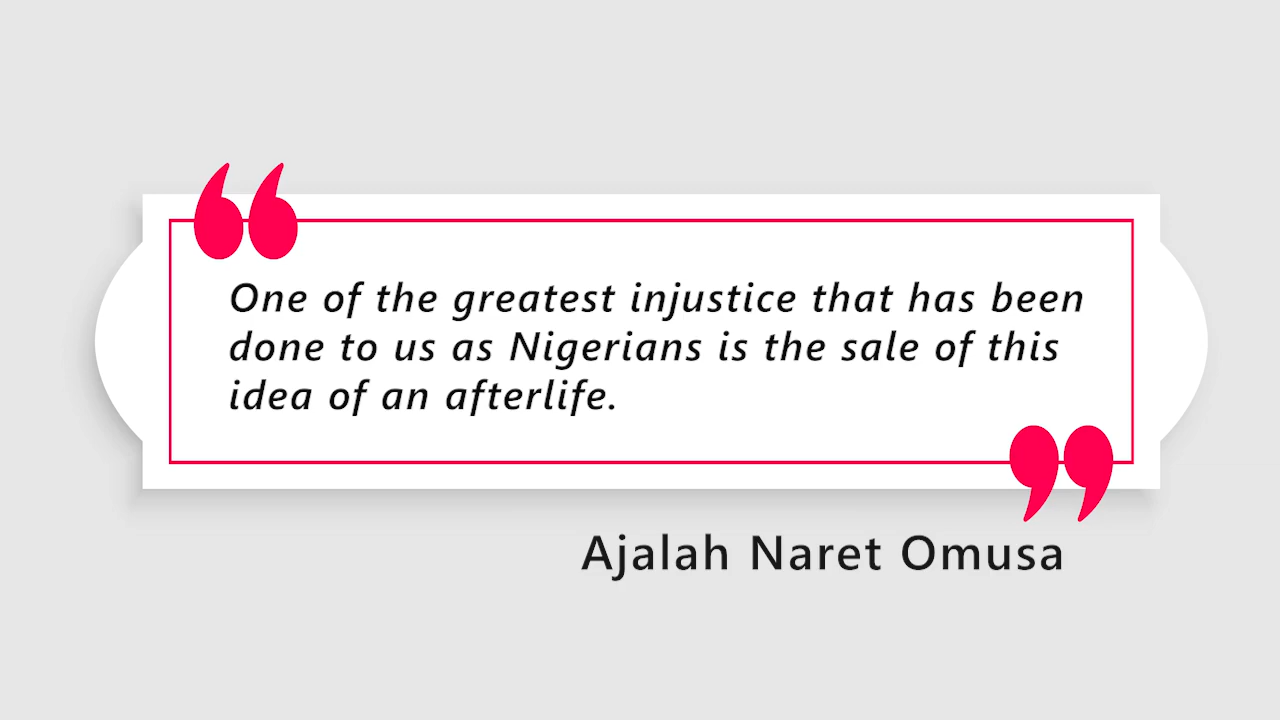 One of the greatest injustice that has been
done to us as Nigerians is the sale of this
idea of an afterlife.
Ajalah Naret Omusa